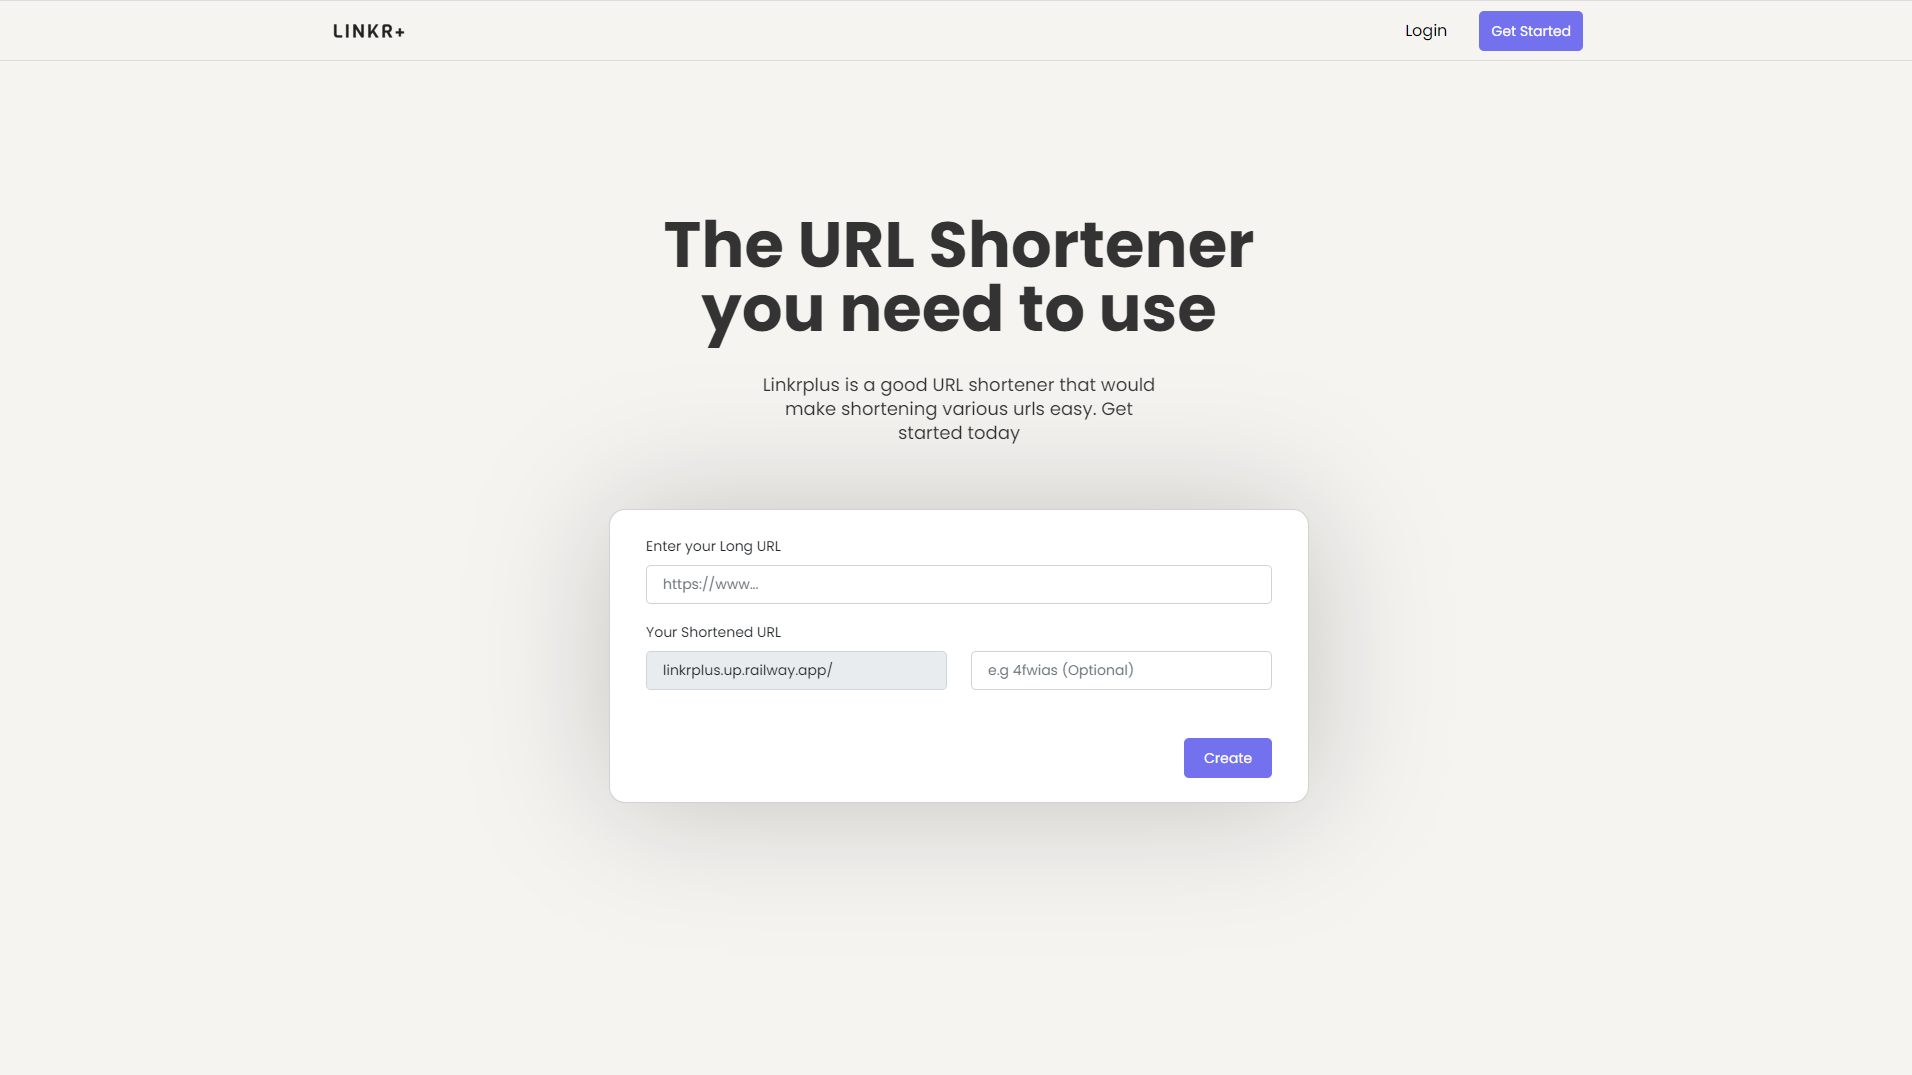 LINKR+
Login
Get Started
The URL Shortener
you need to use
Linkrplus is a good URL shortener that would
make shortening various urls easy. Get
started today
Enter your Long URL
https://www...
Your Shortened URL
linkrplus.up.railway.app/
e.g 4fwias (Optional)
Create